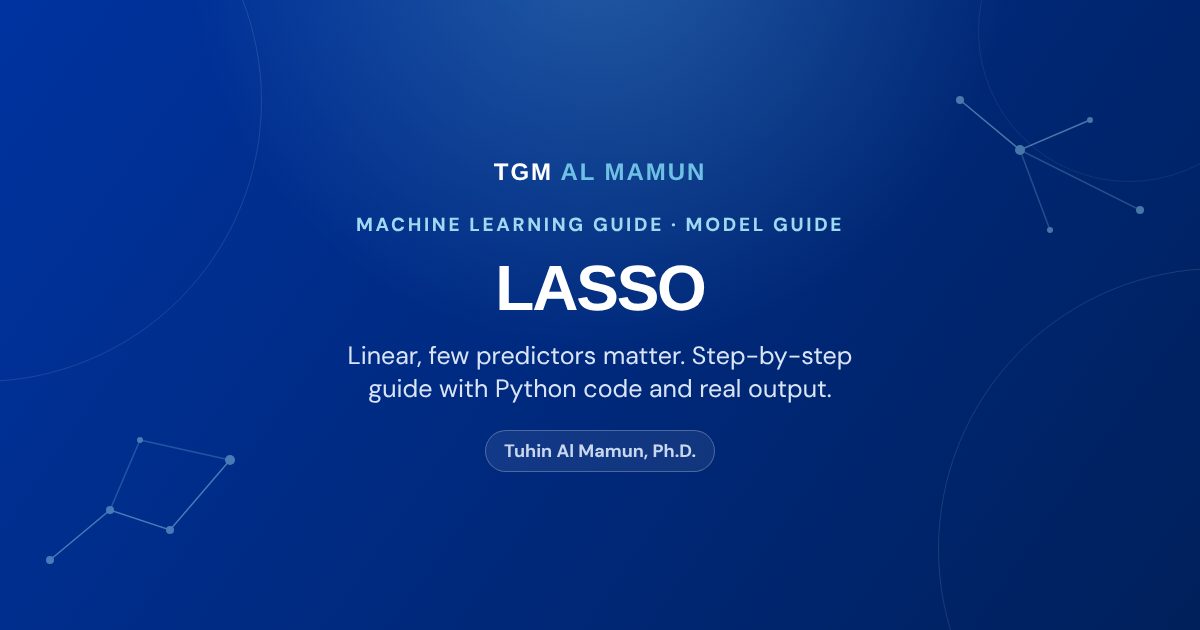 TGM AL MAMUN
MACHINE LEARNING GUIDE · MODEL GUIDE
LASSO
Linear, few predictors matter. Step-by-step
guide with Python code and real output.
Tuhin Al Mamun, Ph.D.